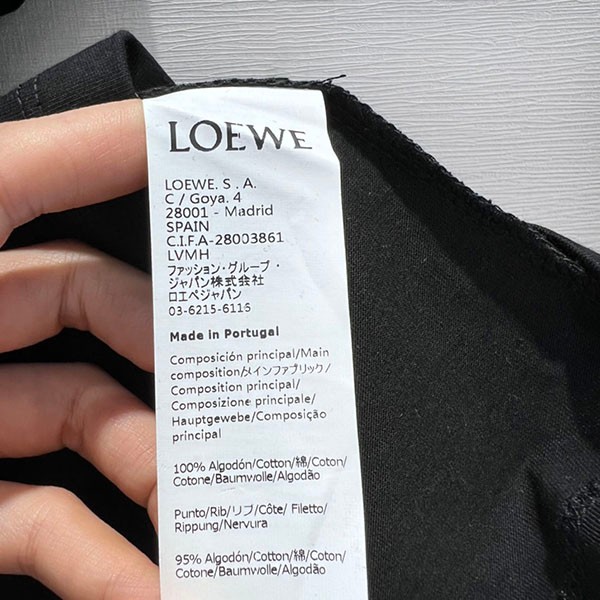 LOEWE
LOEWE. S . A.
C / Goya. 4
28001 - Madrid
SPAIN
C.I.F.A-28003861
LVMH
ファッション・グループ・
ジャパン株式会社
ロエベジャパン
03-6215-6116
Made in Portugal
Composición principal/Main
composition/メインファブリック/
Composition principal/
Composizione principale/
Hauptgewebe/Composição
principal
100% Algodón/Cotton/綿/Coton/
Cotone/Baumwolle/Algodão
Punto/Rib/リブ/Côte/ Filetto/
Rippung/Nervura
95% Algodón/Cotton/綿/Coton/
Cotone/Baumwolle/Algodão